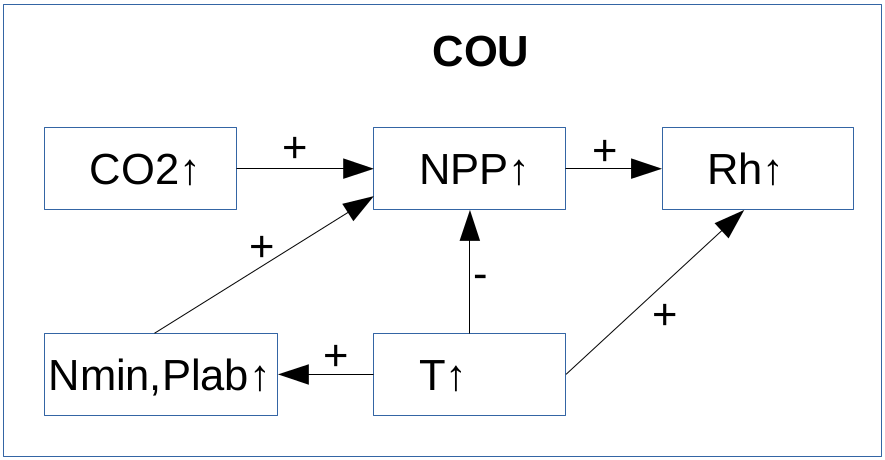 COU
+
+
CO2↑
NPP↑
Rh↑
+
-
+
+
Nmin,Plab↑
T↑